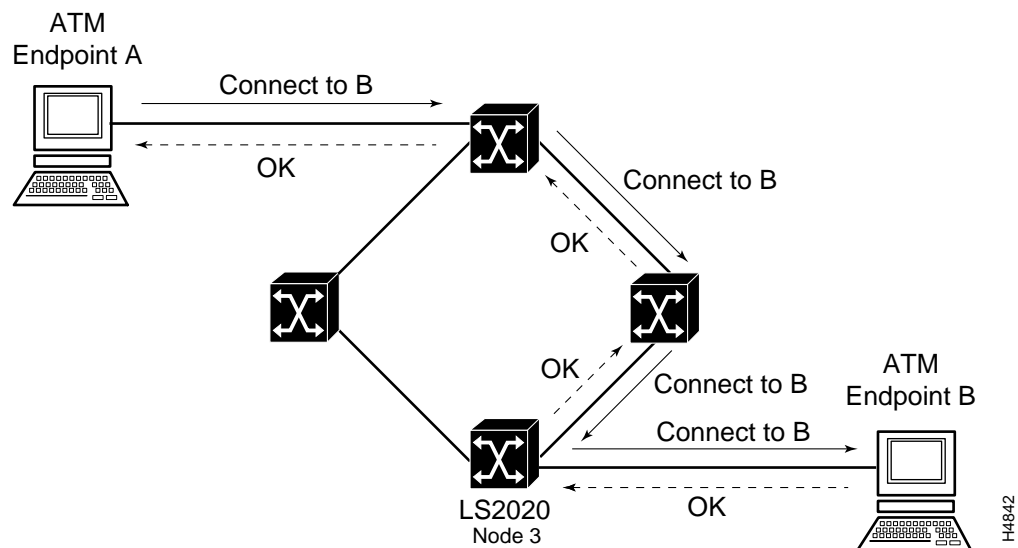 ATM
Endpoint A
Connect to B
OK
Connect to B
OK
OK
Connect to B
ATM
Endpoint B
Connect to B
OK
LS2020
Node 3
H4842